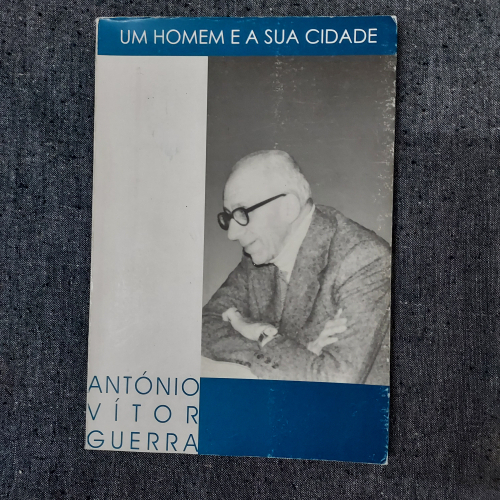 UM HOMEM E A SUA CIDADE
ANTÓNIO
VÍTOR
GUERRA